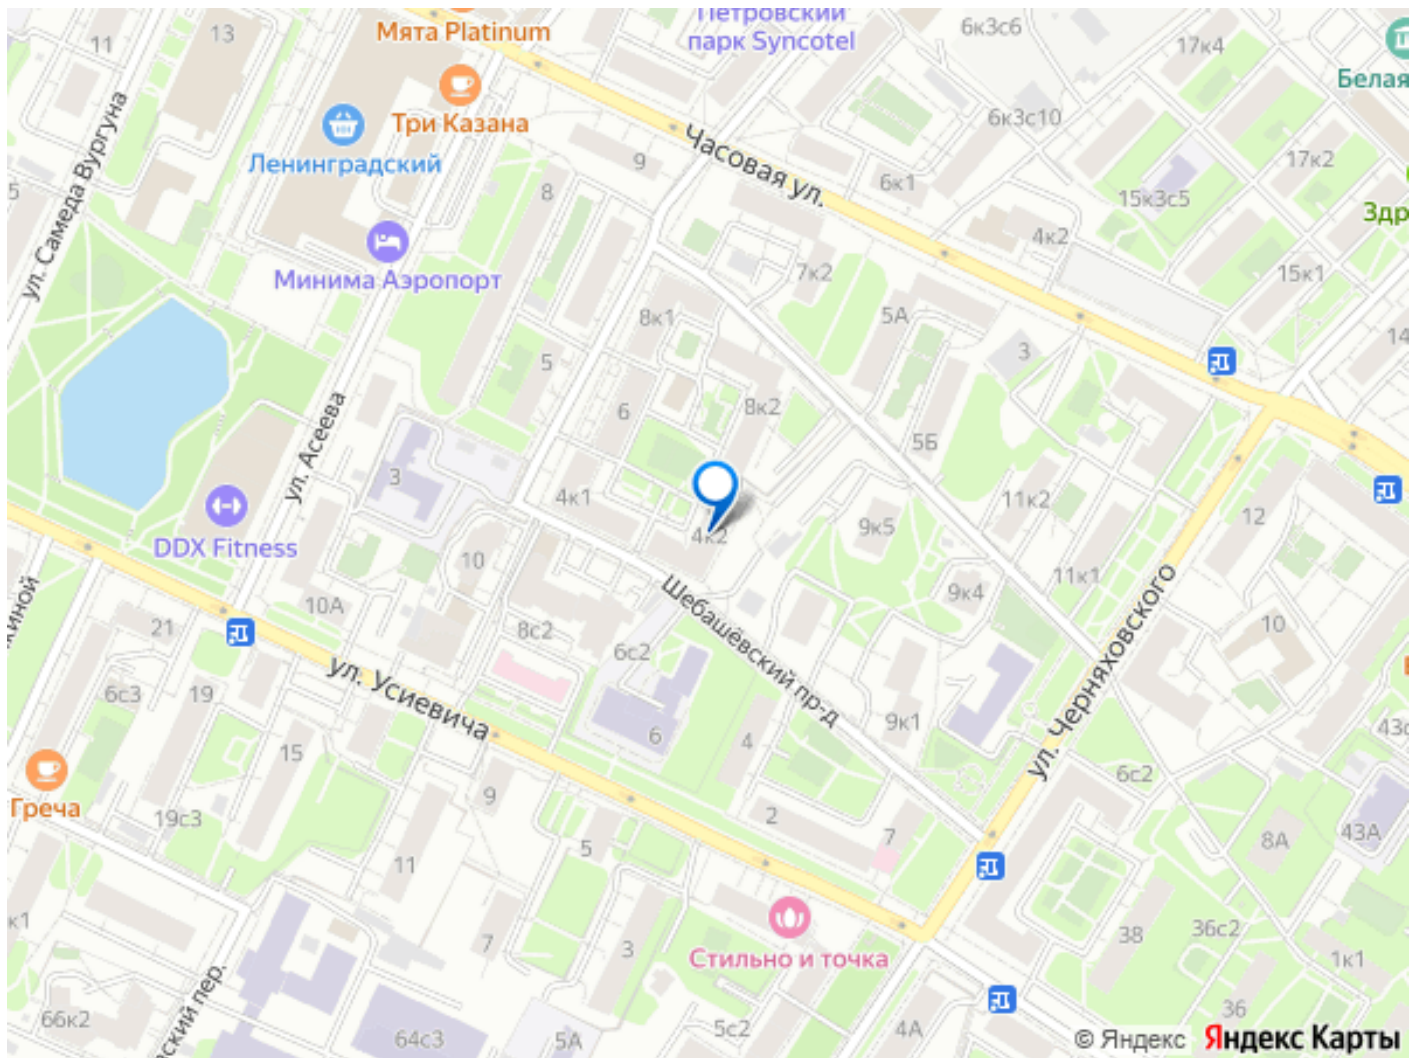 Мята Platinum
Петровский
парк Syncotel
6к3с6
17к4
11
13
Белая
Три Казана
6к3с10
Ленинградский
Часовая ул.
9
17к2
ул. Самеда Вургуна
8
6к1
15к3с5
5
Здр
4к2
Минима Аэропорт
7к2
15к1
8к1
5А
3
14
5
6
8к2
ул. Асеева
5Б
3
4к1
11к2
9к5
12
DDX Fitness
4к2
10
11к1
Шебашёвский пр-д
9к4
ул. Черняховского
10А
21
8с2
10
6с2
ул. Усиевича
6с3
19
9к1
6
4
15
6с2
9
Греча
2
19с3
7
43А
8А
5
11
к1
7
3
38
36с2
Стильно и точка
1к1
36
66к2
64с3
5А
5с2
4А
© Яндекс Яндекс Карты